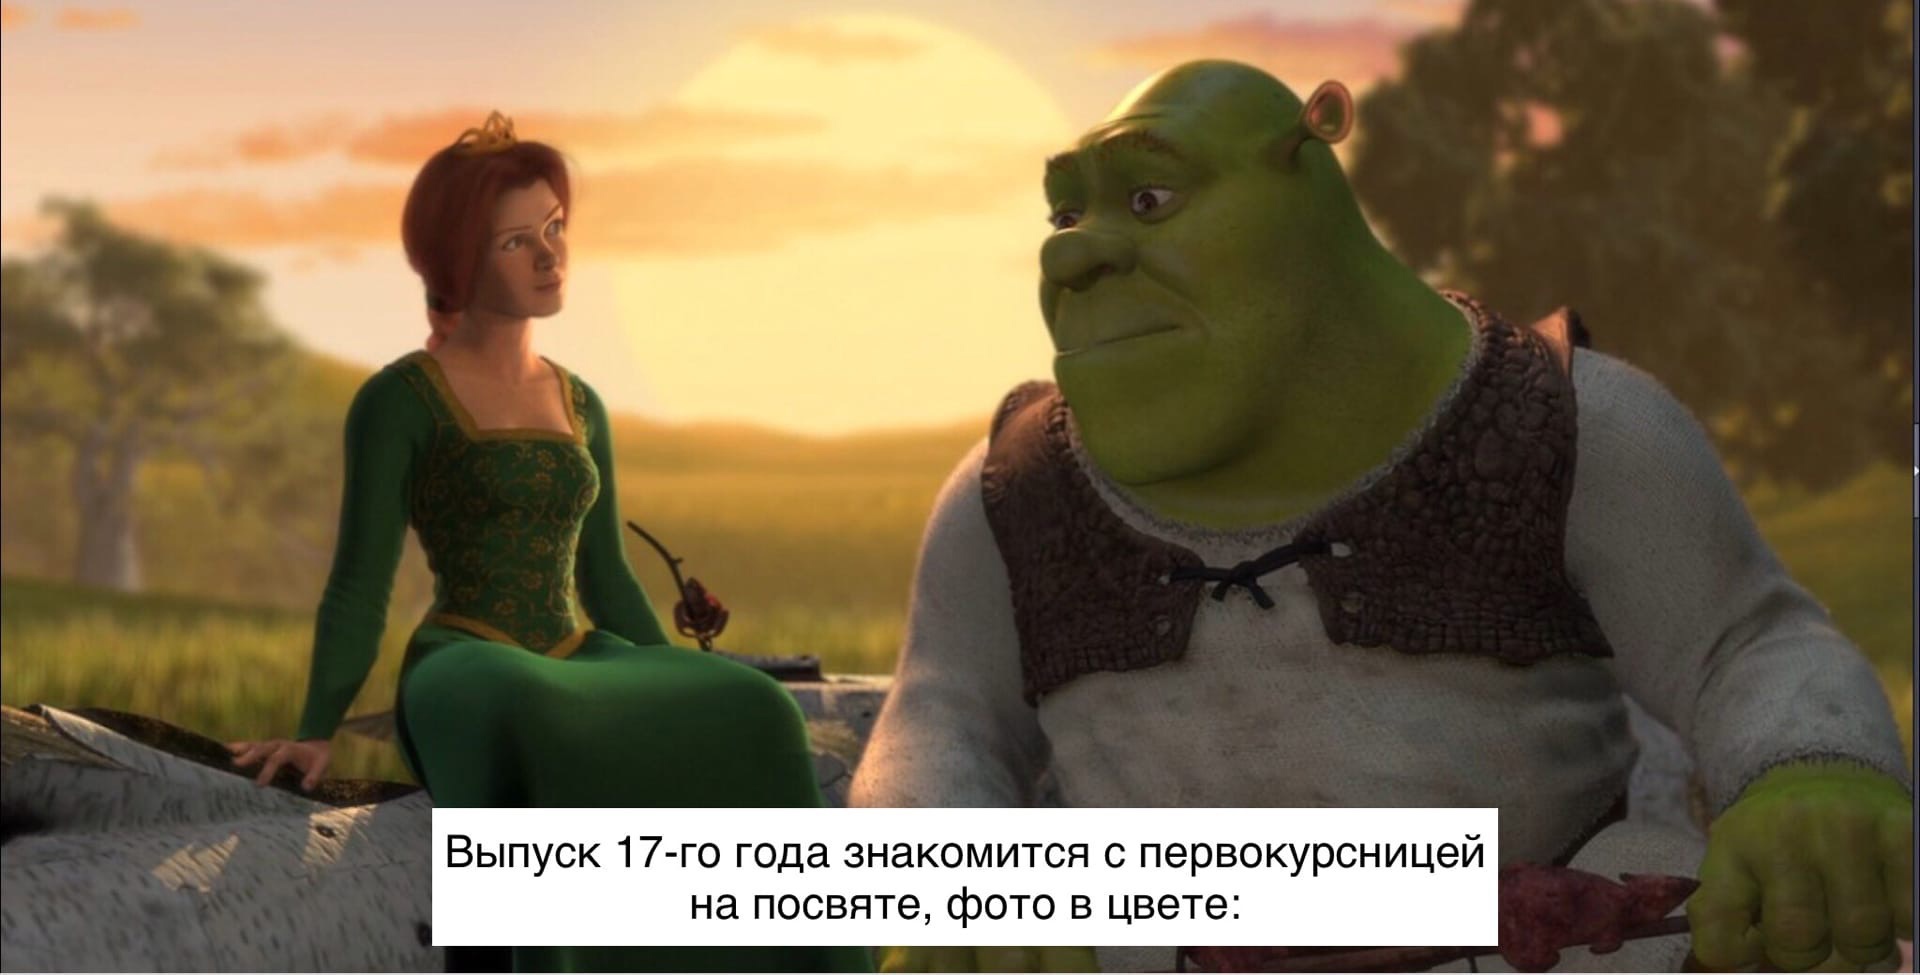 Выпуск 17-го года знакомится с первокурсницей
на посвяте, фото в цвете: